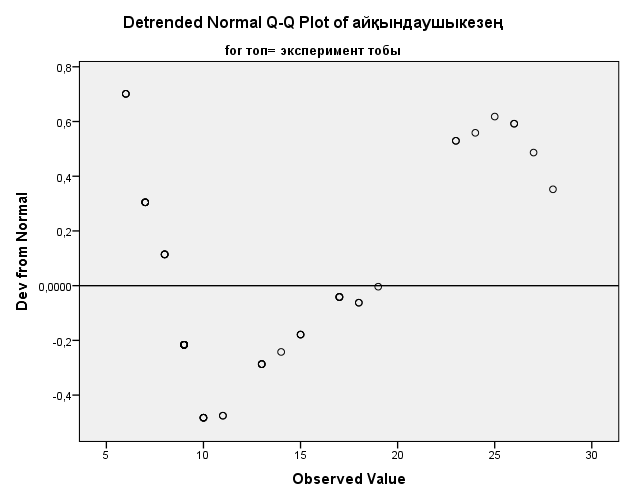 Detrended Normal Q-Q Plot of айқындаушыкезең
for топ= эксперимент тобы
Dev from Normal
0,8
0,6
0,4
0,2
0,0000
-0,2
-0,4
5 10 15 20 25 30
Observed Value